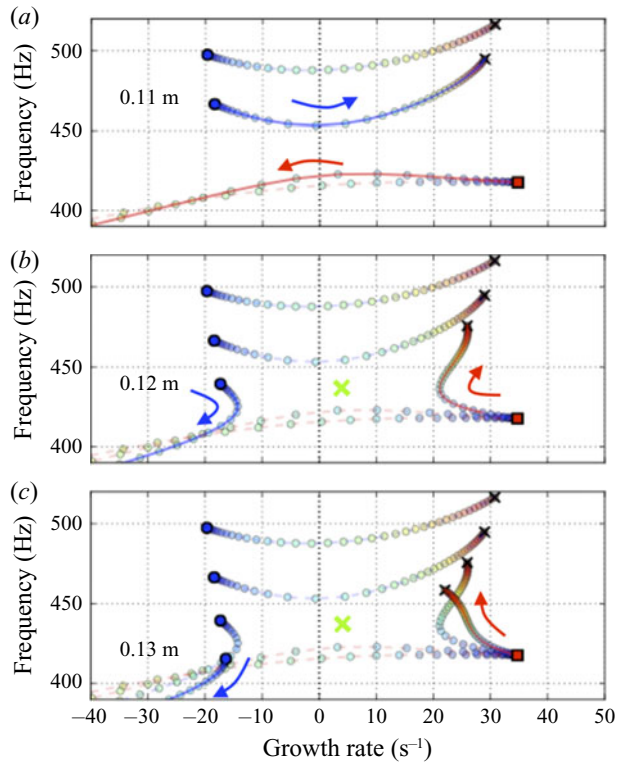 (a)
500
450
400
Frequency (Hz)
0.11 m
(b)
500
450
400
Frequency (Hz)
0.12 m
(c)
500
450
400
Frequency (Hz)
0.13 m
−40 −30 −20 −10 0 10 20 30 40 50
Growth rate (s⁻¹)